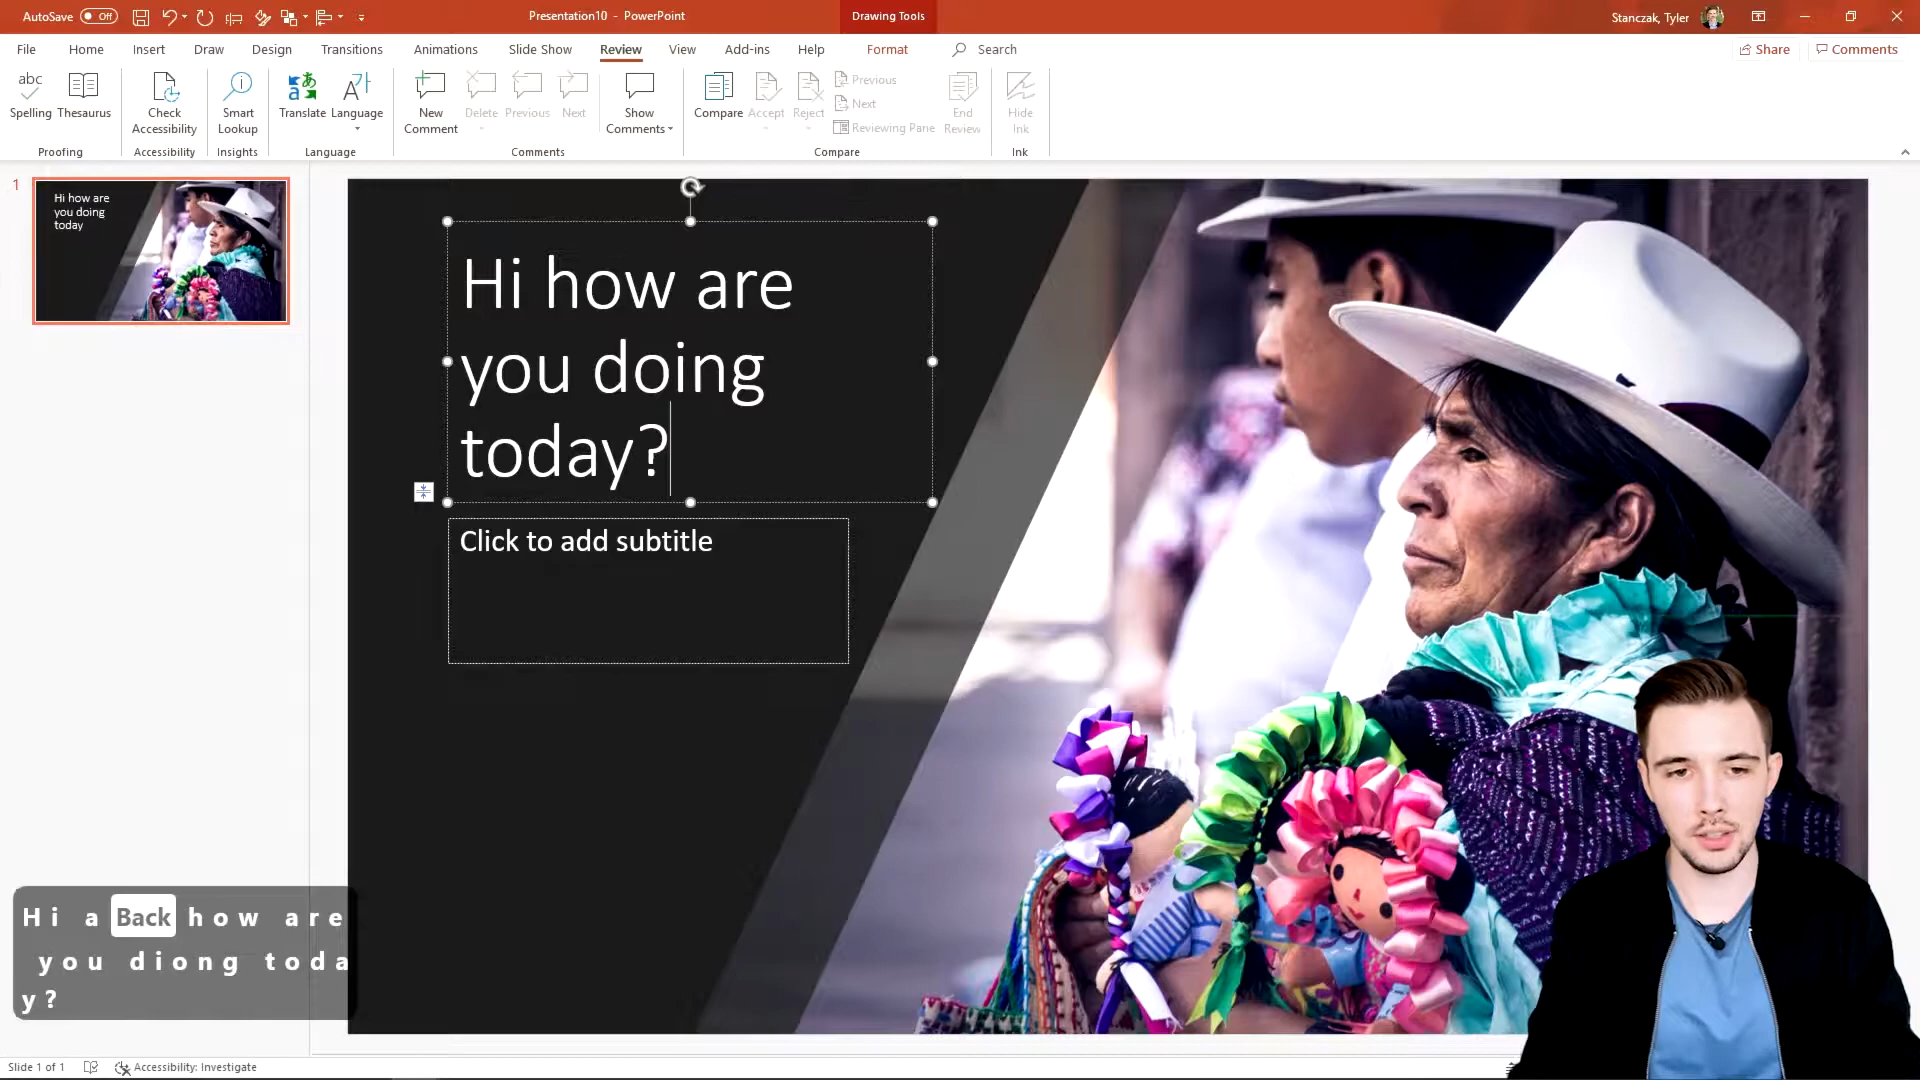 AutoSave Off
Presentation10 - PowerPoint
Drawing Tools
Stanczak, Tyler
File Home Insert Draw Design Transitions Animations Slide Show Review View Add-ins Help Format Search
Share Comments
abc
Spelling Thesaurus
Proofing
Check Accessibility
Accessibility
Smart Lookup
Insights
Translate Language
Language
New Comment
Delete Previous Next
Show Comments
Comments
Compare Accept Reject
Previous
Next
Reviewing Pane
End Review
Compare
Hide Ink
Ink
1
Hi how are
you doing
today
Hi how are
you doing
today?
Click to add subtitle
Hi a Back how are
you diong toda
y?
Slide 1 of 1
Accessibility: Investigate